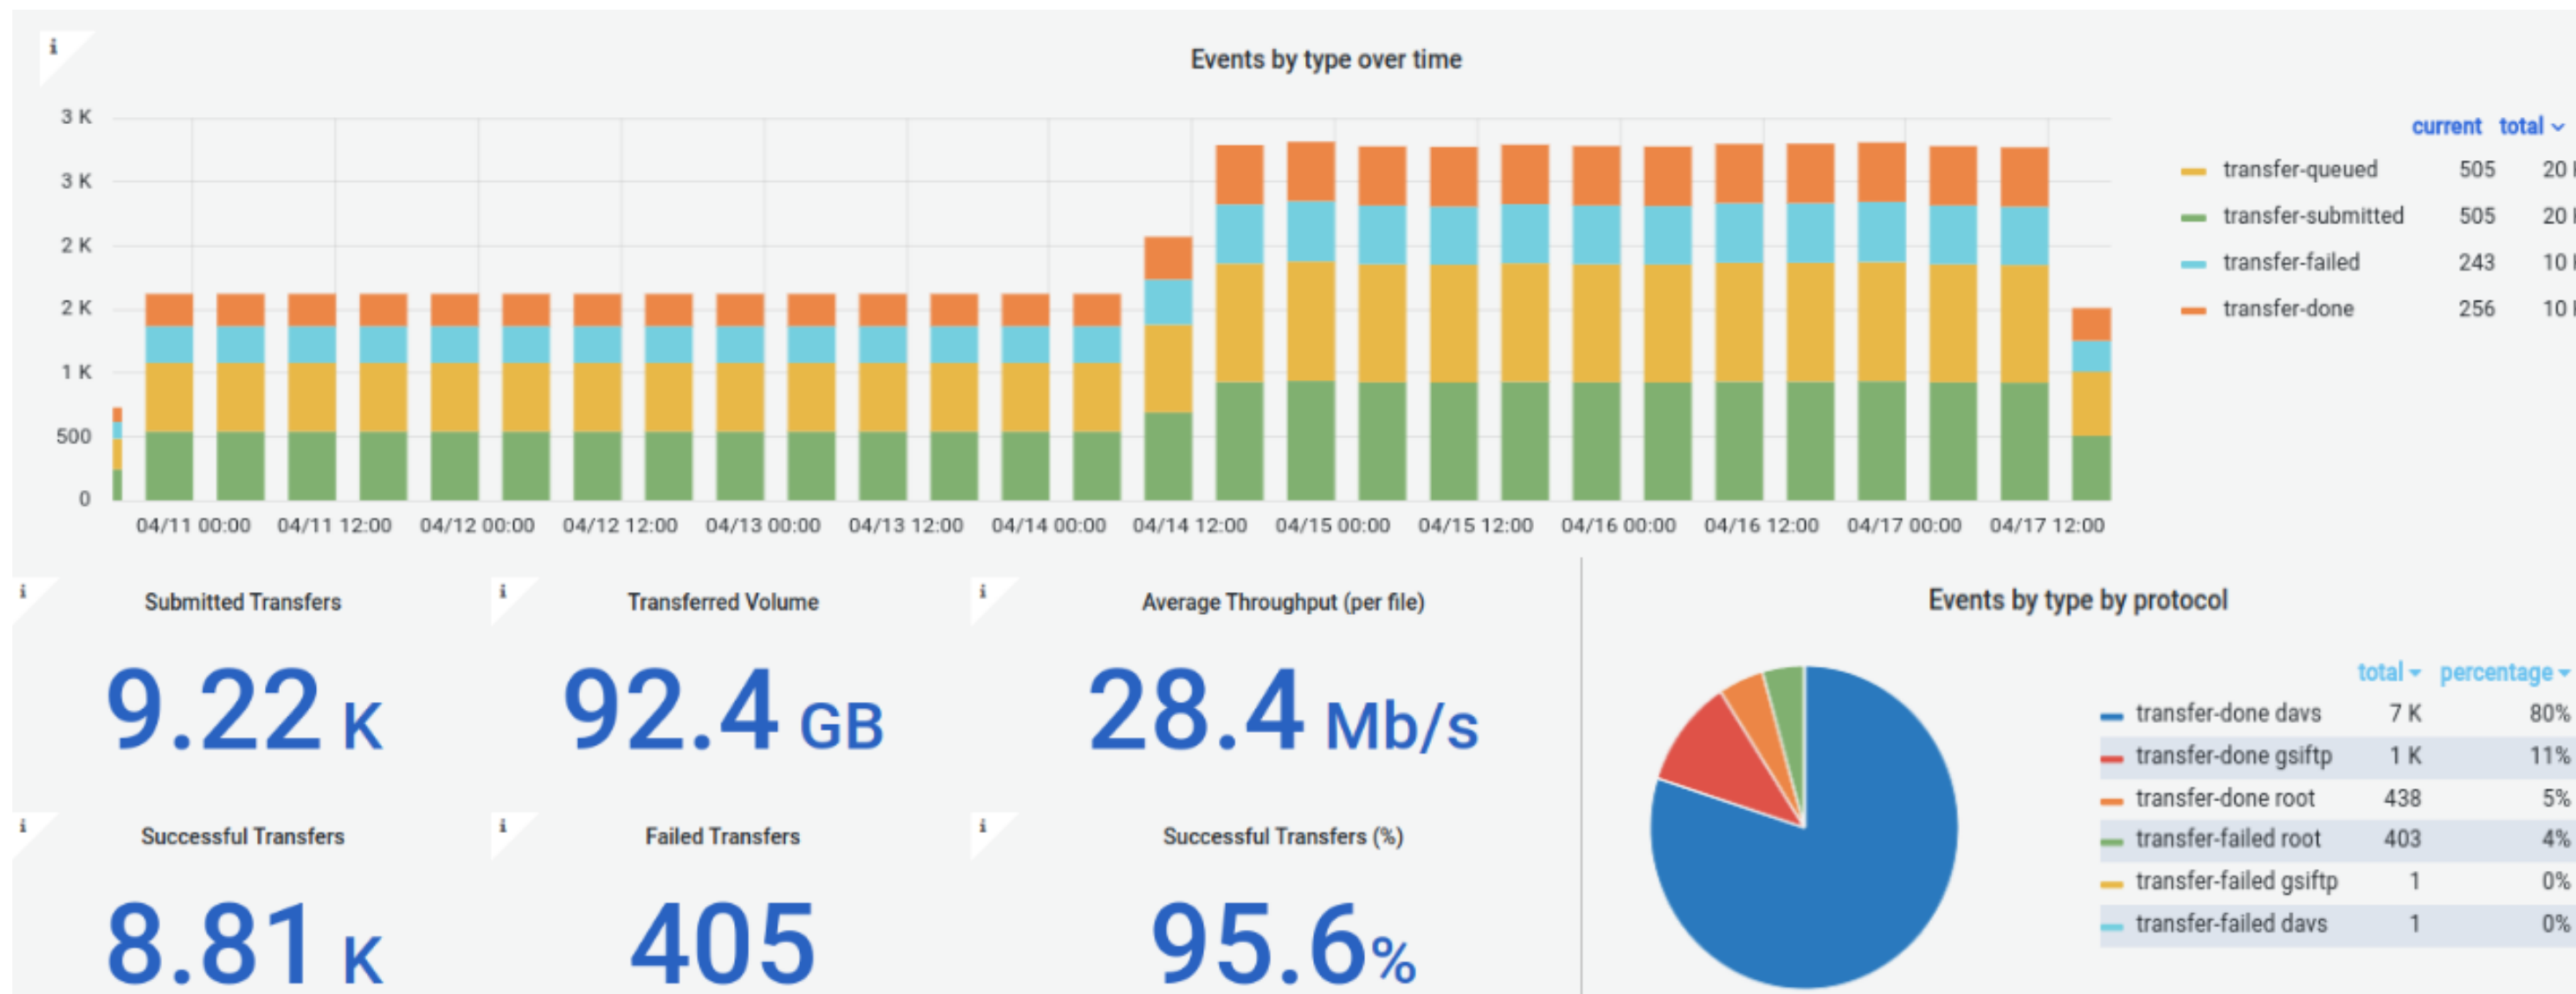 i
Events by type over time
3 K
3 K
2 K
2 K
1 K
500
0
04/11 00:00 04/11 12:00 04/12 00:00 04/12 12:00 04/13 00:00 04/13 12:00 04/14 00:00 04/14 12:00 04/15 00:00 04/15 12:00 04/16 00:00 04/16 12:00 04/17 00:00 04/17 12:00
current total
transfer-queued 505 20
transfer-submitted 505 20
transfer-failed 243 10
transfer-done 256 10
i Submitted Transfers
9.22 K
i Transferred Volume
92.4 GB
i Average Throughput (per file)
28.4 Mb/s
i Successful Transfers
8.81 K
i Failed Transfers
405
i Successful Transfers (%)
95.6%
Events by type by protocol
total percentage
transfer-done davs 7 K 80%
transfer-done gsiftp 1 K 11%
transfer-done root 438 5%
transfer-failed root 403 4%
transfer-failed gsiftp 1 0%
transfer-failed davs 1 0%